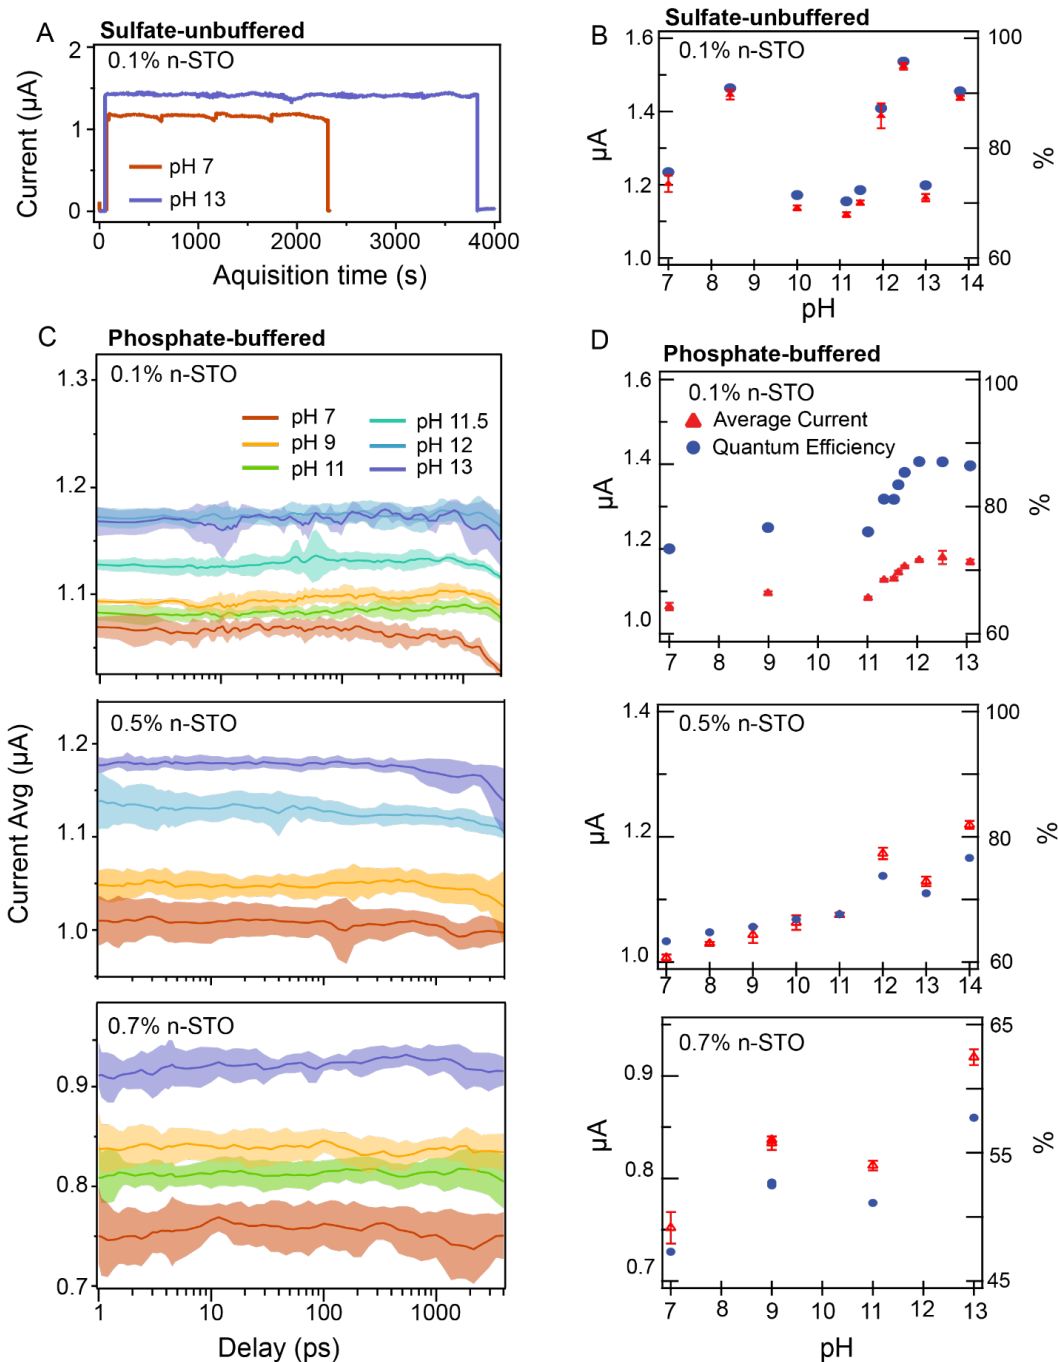 A
Sulfate-unbuffered
0.1% n-STO
Current (µA)
2
1
0
pH 7
pH 13
0
1000
2000
3000
4000
Aquisition time (s)
B
Sulfate-unbuffered
0.1% n-STO
µA
1.6
1.4
1.2
1.0
100
80
60
%
7
8
9
10
11
12
13
14
pH
C
Phosphate-buffered
0.1% n-STO
1.3
1.2
1.1
pH 7
pH 9
pH 11
pH 11.5
pH 12
pH 13
Current Avg (µA)
0.5% n-STO
1.2
1.1
1.0
0.7% n-STO
0.9
0.8
0.7
1
10
100
1000
Delay (ps)
D
Phosphate-buffered
0.1% n-STO
Average Current
Quantum Efficiency
µA
1.6
1.4
1.2
1.0
100
80
60
%
7
9
10
11
12
13
0.5% n-STO
µA
1.4
1.2
1.0
100
80
60
%
7
8
9
10
11
12
13
14
0.7% n-STO
µA
0.9
0.8
0.7
65
55
45
%
7
9
10
11
12
13
pH